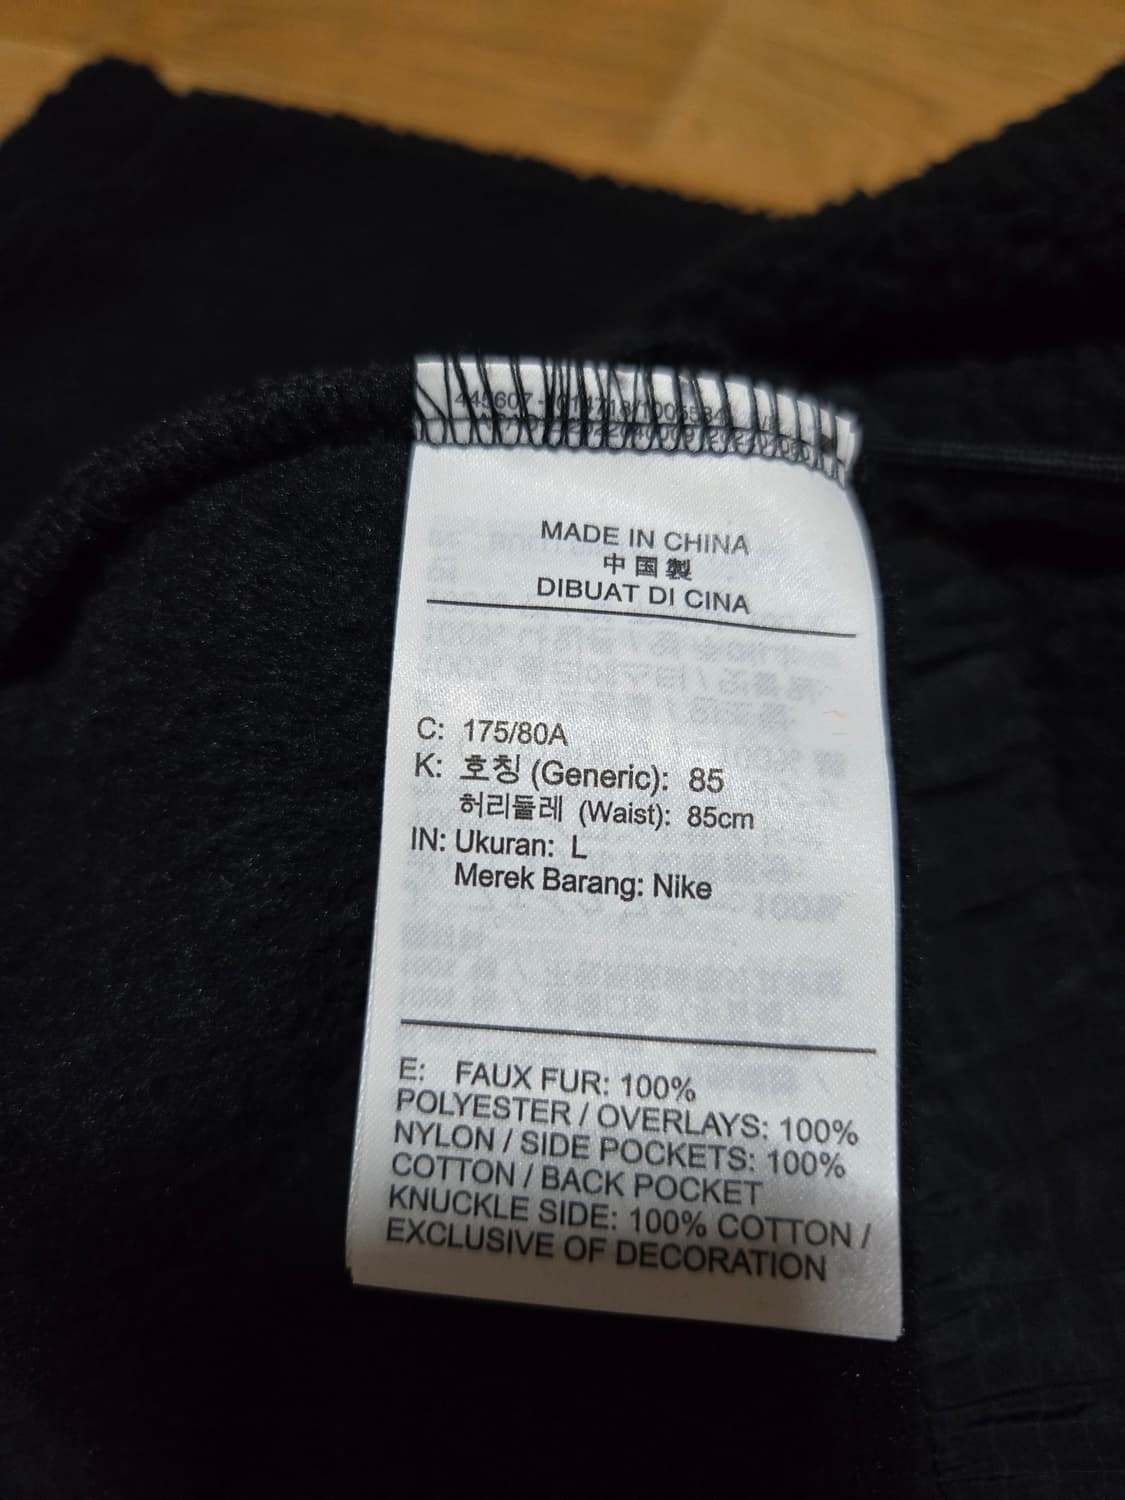 MADE IN CHINA
中国製
DIBUAT DI CINA
C: 175/80A
K: 호칭 (Generic): 85
허리둘레 (Waist): 85cm
IN: Ukuran: L
Merek Barang: Nike
E: FAUX FUR: 100%
POLYESTER / OVERLAYS: 100%
NYLON / SIDE POCKETS: 100%
COTTON / BACK POCKET
KNUCKLE SIDE: 100% COTTON /
EXCLUSIVE OF DECORATION